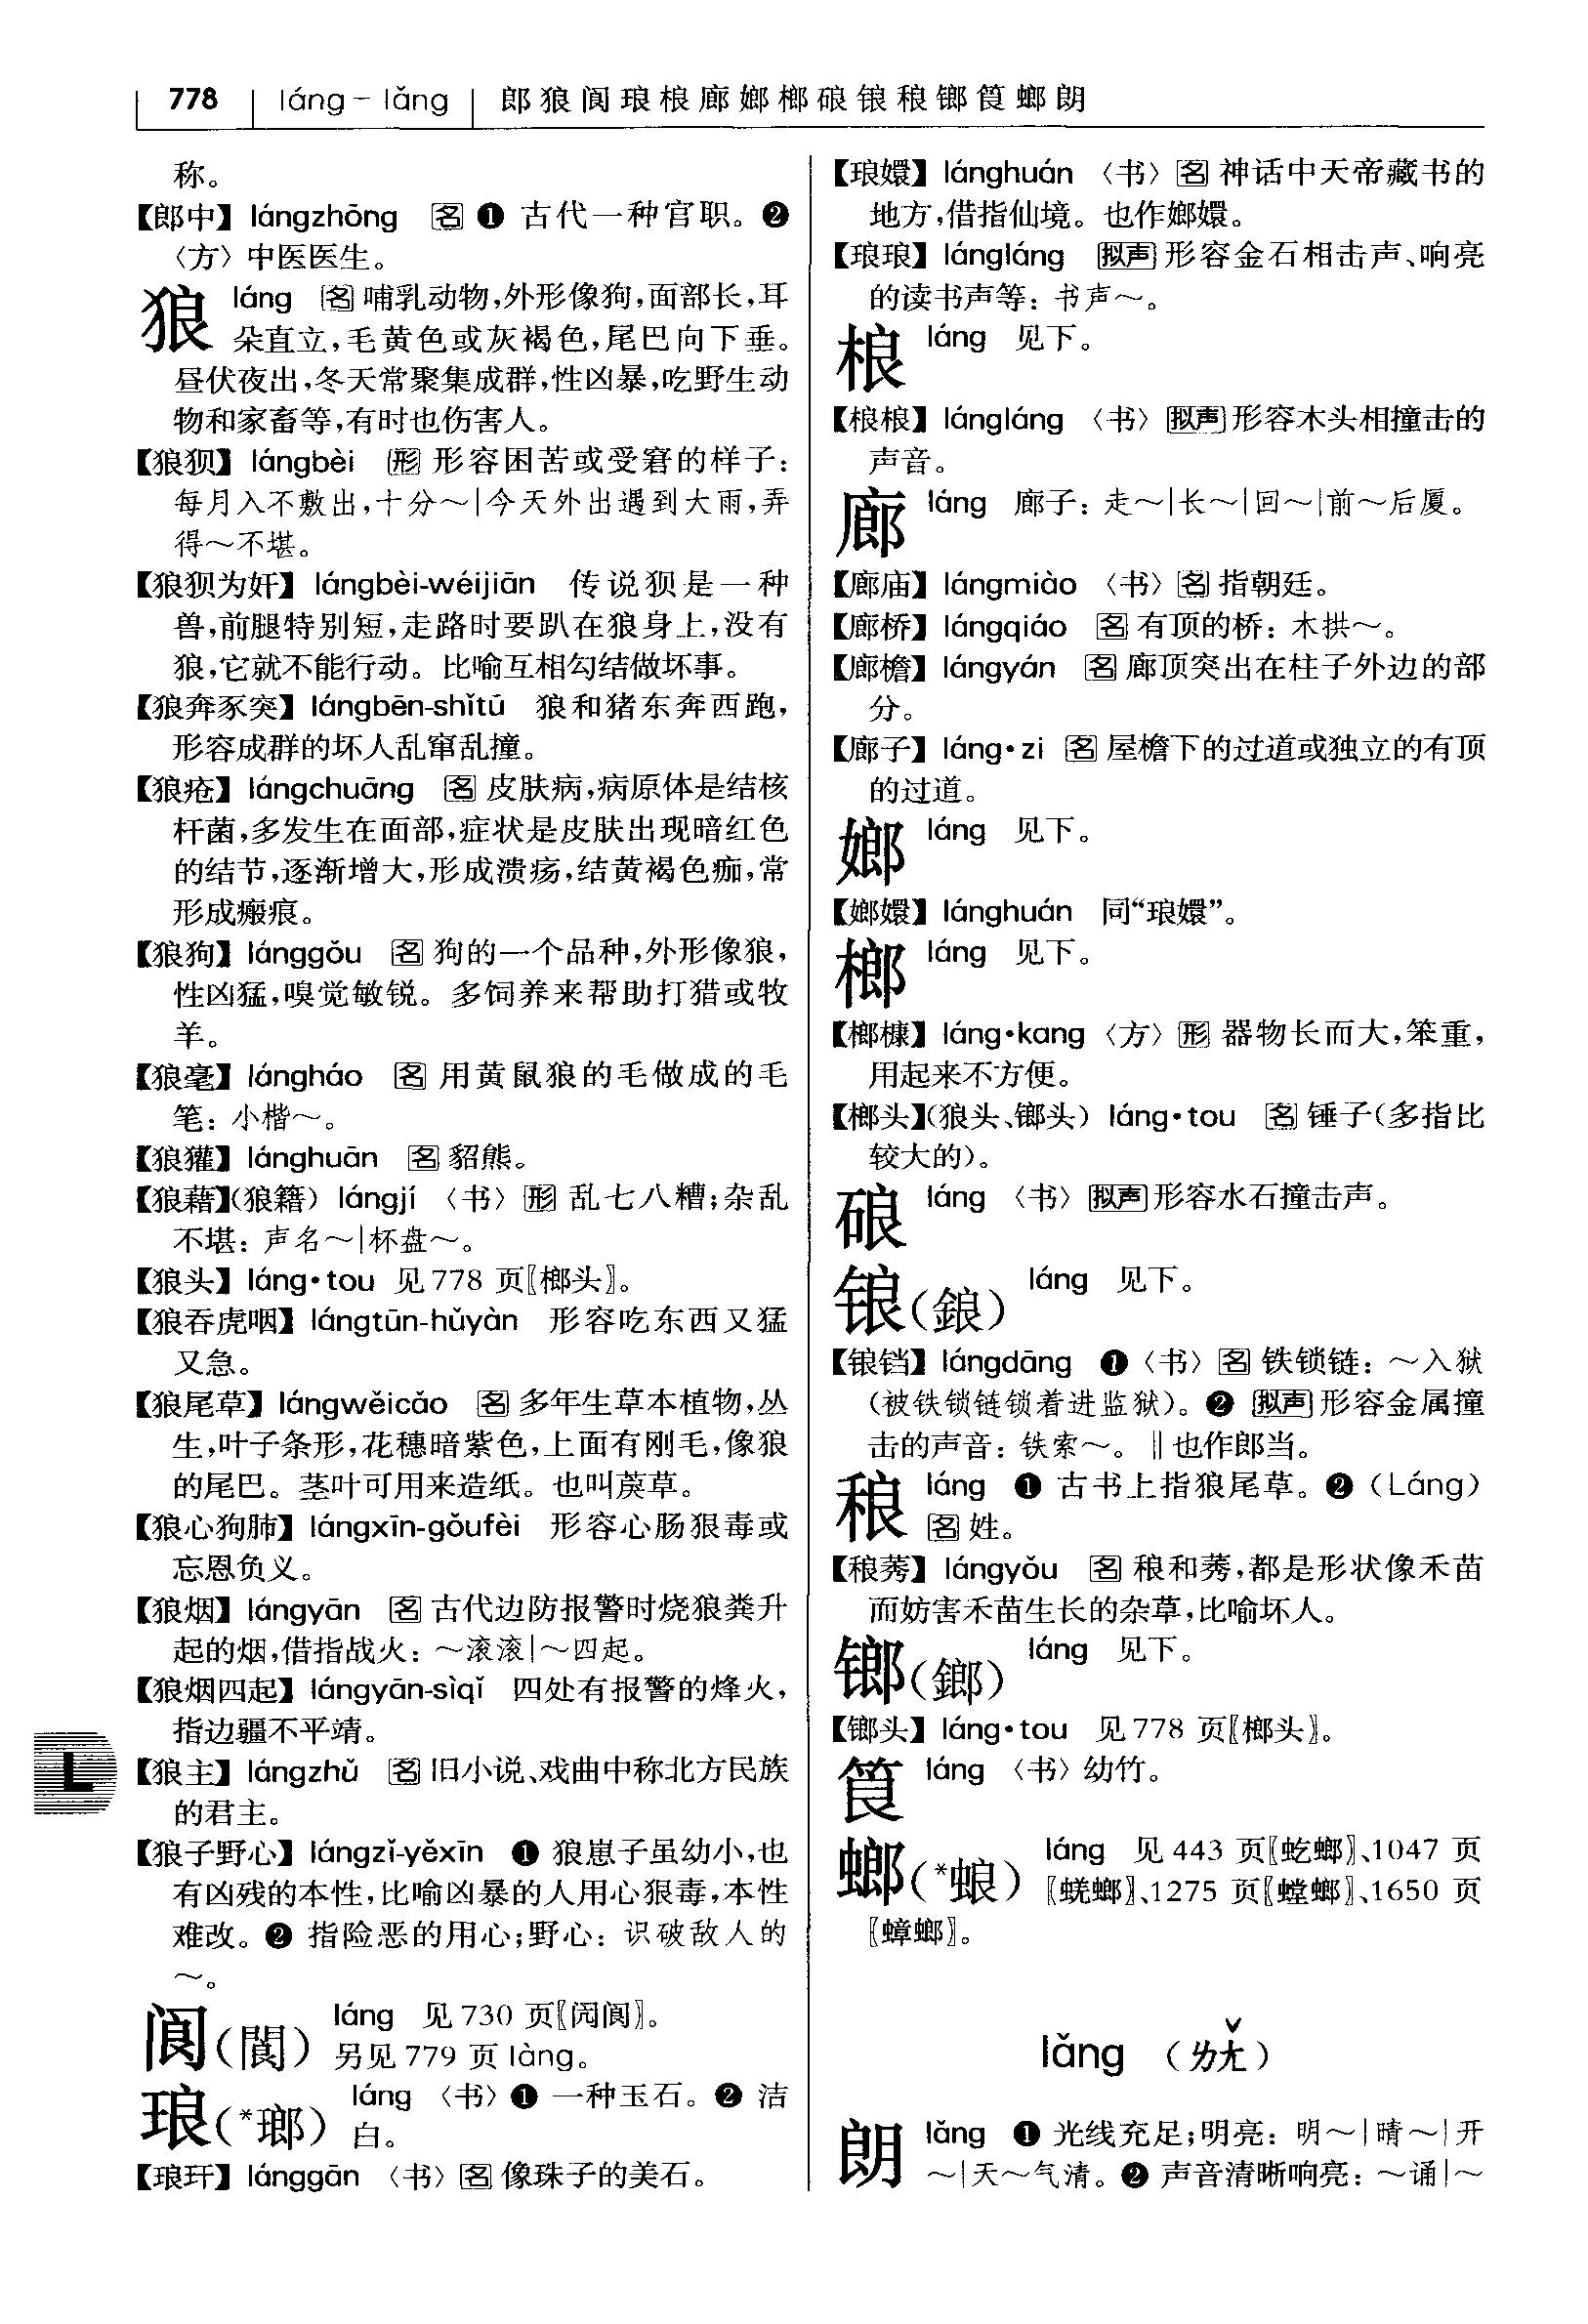 778 láng－lǎng 郎狼阆琅桹廊嫏榔硠锒稂锒筤螂朗
称。
【郎中】lángzhōng 名 ❶ 古代一种官职。❷
〈方〉中医医生。
狼 láng 名 哺乳动物,外形像狗,面部长,耳
朵直立,毛黄色或灰褐色,尾巴向下垂。
昼伏夜出,冬天常聚集成群,性凶暴,吃野生动
物和家畜等,有时也伤害人。
【狼狈】lángbèi 形 形容困苦或受窘的样子：
每月入不敷出,十分～|今天外出遇到大雨,弄
得～不堪。
【狼狈为奸】lángbèi-wéijiān 传说狈是一种
兽,前腿特别短,走路时要趴在狼身上,没有
狼,它就不能行动。比喻互相勾结做坏事。
【狼奔豕突】lángbēn-shǐtū 狼和猪东奔西跑,
形容成群的坏人乱窜乱撞。
【狼疮】lángchuāng 名 皮肤病,病原体是结核
杆菌,多发生在面部,症状是皮肤出现暗红色
的结节,逐渐增大,形成溃疡,结黄褐色痂,常
形成瘢痕。
【狼狗】lánggǒu 名 狗的一个品种,外形像狼,
性凶猛,嗅觉敏锐。多饲养来帮助打猎或牧
羊。
【狼毫】lángháo 名 用黄鼠狼的毛做成的毛
笔：小楷～。
【狼獾】lánghuān 名 貂熊。
【狼藉】(狼籍) lángjí 〈书〉形 乱七八糟;杂乱
不堪：声名～|杯盘～。
【狼头】láng·tou 见 778 页〖榔头〗。
【狼吞虎咽】lángtūn-hǔyàn 形容吃东西又猛
又急。
【狼尾草】lángwěicǎo 名 多年生草本植物,丛
生,叶子条形,花穗暗紫色,上面有刚毛,像狼
的尾巴。茎叶可用来造纸。也叫莨草。
【狼心狗肺】lángxīn-gǒufèi 形容心肠狠毒或
忘恩负义。
【狼烟】lángyān 名 古代边防报警时烧狼粪升
起的烟,借指战火：～滚滚|～四起。
【狼烟四起】lángyān-sìqǐ 四处有报警的烽火,
指边疆不平靖。
【狼主】lángzhǔ 名 旧小说、戏曲中称北方民族
的君主。
【狼子野心】lángzǐ-yěxīn ❶ 狼崽子虽幼小,也
有凶残的本性,比喻凶暴的人用心狠毒,本性
难改。❷ 指险恶的用心;野心：识破敌人的
～。
阆(閬) láng 见 730 页〖闶阆〗。
另见 779 页 làng。
琅(*瑯) láng 〈书〉❶ 一种玉石。❷ 洁
白。
【琅玕】lánggān 〈书〉名 像珠子的美石。
L
【琅嬛】lánghuán 〈书〉名 神话中天帝藏书的
地方,借指仙境。也作嫏嬛。
【琅琅】lángláng 拟声 形容金石相击声、响亮
的读书声等：书声～。
桹 láng 见下。
【桹桹】lángláng 〈书〉拟声 形容木头相撞击的
声音。
廊 láng 廊子：走～|长～|回～|前～后厦。
【廊庙】lángmiào 〈书〉名 指朝廷。
【廊桥】lángqiáo 名 有顶的桥：木拱～。
【廊檐】lángyán 名 廊顶突出在柱子外边的部
分。
【廊子】láng·zi 名 屋檐下的过道或独立的有顶
的过道。
嫏 láng 见下。
【嫏嬛】lánghuán 同“琅嬛”。
榔 láng 见下。
【榔槺】láng·kang 〈方〉形 器物长而大,笨重,
用起来不方便。
【榔头】(狼头、鎯头) láng·tou 名 锤子(多指比
较大的)。
硠 láng 〈书〉拟声 形容水石撞击声。
锒(鋃) láng 见下。
【锒铛】lángdāng ❶〈书〉名 铁锁链：～入狱
(被铁锁链锁着进监狱)。❷ 拟声 形容金属撞
击的声音：铁索～。‖也作郎当。
稂 láng ❶ 古书上指狼尾草。❷ (Láng)
名 姓。
【稂莠】lángyǒu 名 稂和莠,都是形状像禾苗
而妨害禾苗生长的杂草,比喻坏人。
鎯(鎯) láng 见下。
【鎯头】láng·tou 见 778 页〖榔头〗。
筤 láng 〈书〉幼竹。
螂(*蜋) láng 见 443 页〖虼螂〗、1047 页
〖蜣螂〗、1275 页〖螳螂〗、1650 页
〖蟑螂〗。
lǎng (ㄌㄤˇ)
朗 lǎng ❶ 光线充足;明亮：明～|晴～|开
～|天～气清。❷ 声音清晰响亮：～诵|～